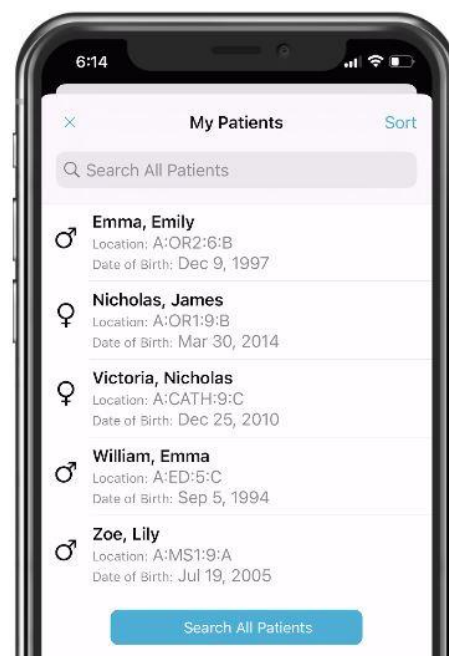 6:14
× My Patients Sort
Search All Patients
Emma, Emily
Location: A:OR2:6:B
Date of Birth: Dec 9, 1997
Nicholas, James
Location: A:OR1:9:B
Date of Birth: Mar 30, 2014
Victoria, Nicholas
Location: A:CATH:9:C
Date of Birth: Dec 25, 2010
William, Emma
Location: A:ED:5:C
Date of Birth: Sep 5, 1994
Zoe, Lily
Location: A:MS1:9:A
Date of Birth: Jul 19, 2005
Search All Patients